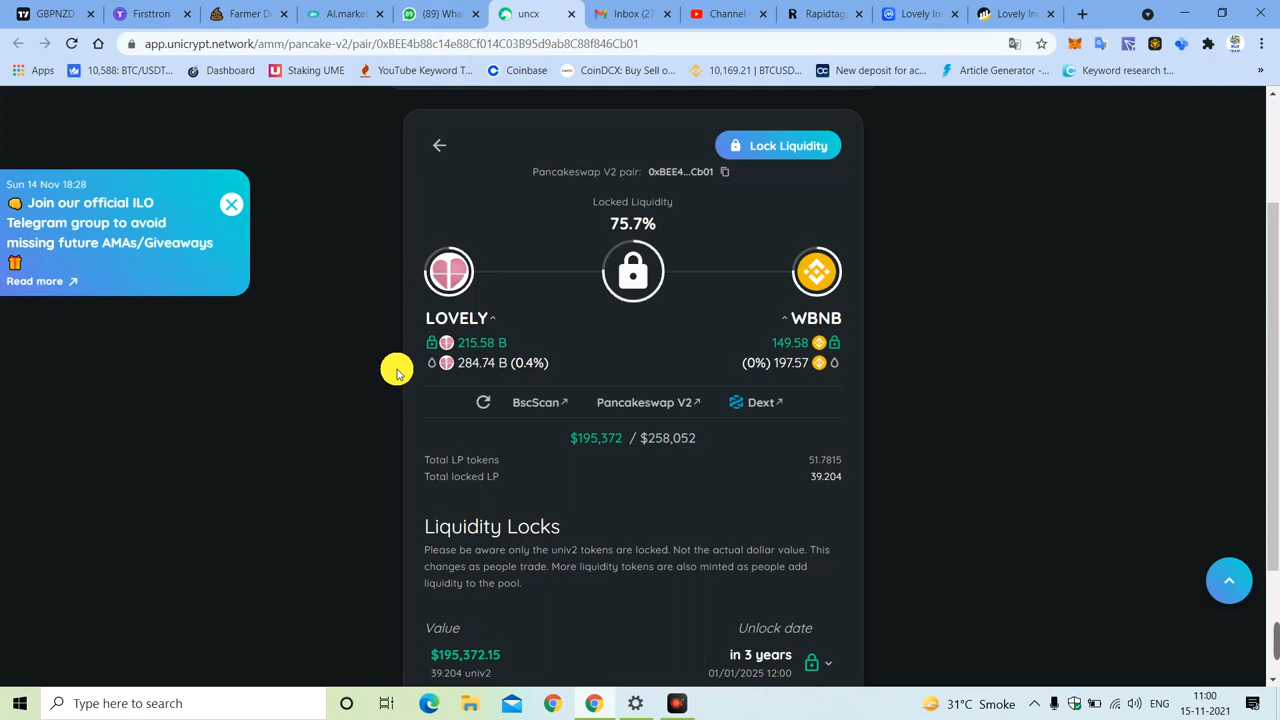 GBPNZD
Firsttron
Farmer D
AI.market
(89) Wha
uncx
Inbox (27
Channel c
Rapidtag
Lovely Inu
Lovely Inu
app.unicrypt.network/amm/pancake-v2/pair/0xBEE4b88c14e88Cf014C03B95d9ab8C88f846Cb01
Apps
10,588: BTC/USDT...
Dashboard
Staking UME
YouTube Keyword T...
Coinbase
CoinDCX: Buy Sell o...
10,169.21 | BTCUSD...
New deposit for ac...
Article Generator -...
Keyword research t...
»
Lock Liquidity
Pancakeswap V2 pair: 0xBEE4...Cb01
Sun 14 Nov 18:28
Join our official ILO
Telegram group to avoid
missing future AMAs/Giveaways
Read more
Locked Liquidity
75.7%
LOVELY
WBNB
215.58 B
149.58
284.74 B (0.4%)
(0%) 197.57
BscScan
Pancakeswap V2
Dext
$195,372 / $258,052
Total LP tokens 51.7815
Total locked LP 39.204
Liquidity Locks
Please be aware only the univ2 tokens are locked. Not the actual dollar value. This
changes as people trade. More liquidity tokens are also minted as people add
liquidity to the pool.
Value
Unlock date
$195,372.15
in 3 years
39.204 univ2
01/01/2025 12:00
Type here to search
31°C Smoke
ENG
11:00
15-11-2021